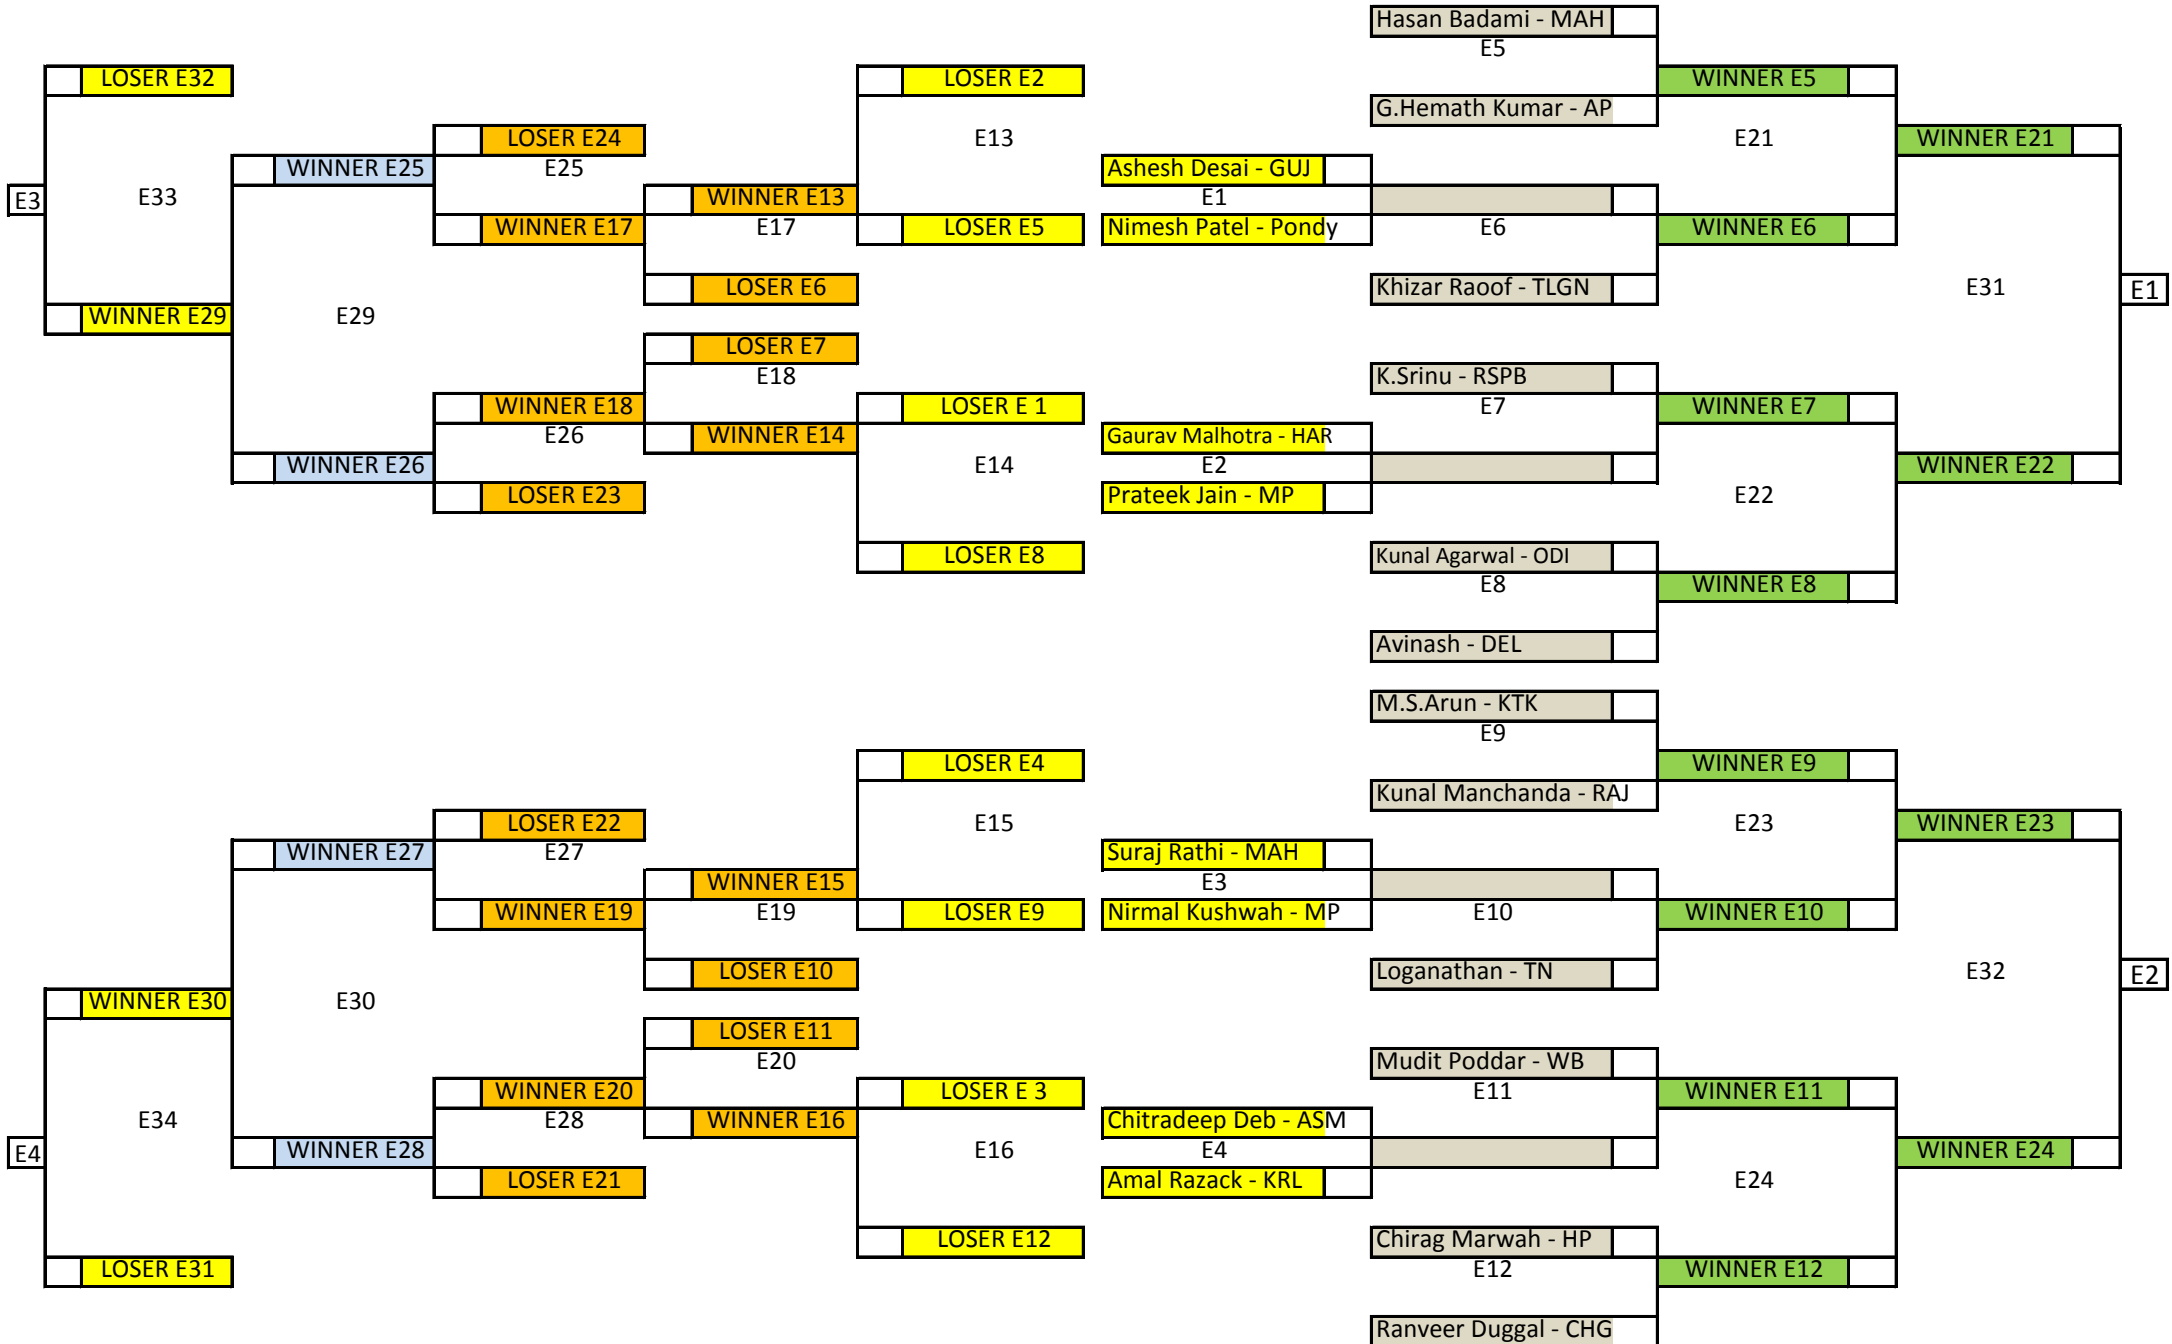 Hasan Badami - MAH
E5
LOSER E32
LOSER E2
WINNER E5
G.Hemath Kumar - AP
LOSER E24
E13
E21
WINNER E21
WINNER E25
E25
Ashesh Desai - GUJ
E3
E33
WINNER E13
E1
WINNER E17
E17
LOSER E5
Nimesh Patel - Pondy
E6
WINNER E6
LOSER E6
Khizar Raoof - TLGN
E31
E1
WINNER E29
E29
LOSER E7
E18
K.Srinu - RSPB
WINNER E18
LOSER E 1
E7
WINNER E7
E26
WINNER E14
Gaurav Malhotra - HAR
WINNER E26
E14
E2
WINNER E22
LOSER E23
Prateek Jain - MP
E22
LOSER E8
Kunal Agarwal - ODI
E8
WINNER E8
Avinash - DEL
M.S.Arun - KTK
E9
LOSER E4
WINNER E9
Kunal Manchanda - RAJ
LOSER E22
E15
E23
WINNER E23
WINNER E27
E27
Suraj Rathi - MAH
WINNER E15
E3
WINNER E19
E19
LOSER E9
Nirmal Kushwah - MP
E10
WINNER E10
LOSER E10
Loganathan - TN
E32
E2
WINNER E30
E30
LOSER E11
E20
Mudit Poddar - WB
WINNER E20
LOSER E 3
E11
WINNER E11
E34
E28
WINNER E16
Chitradeep Deb - ASM
E4
WINNER E28
E16
E4
WINNER E24
LOSER E21
Amal Razack - KRL
E24
LOSER E12
Chirag Marwah - HP
LOSER E31
E12
WINNER E12
Ranveer Duggal - CHG